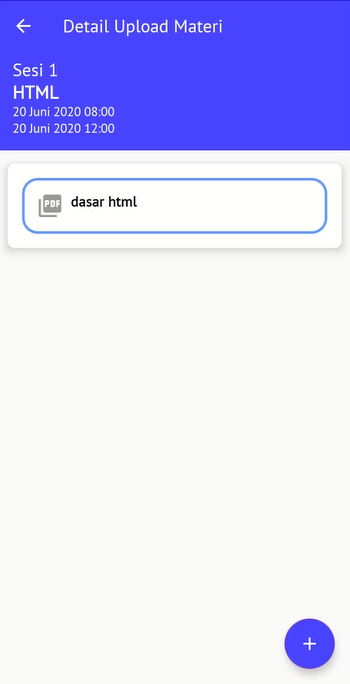 Detail Upload Materi
Sesi 1
HTML
20 Juni 2020 08:00
20 Juni 2020 12:00
PDF
dasar html
+